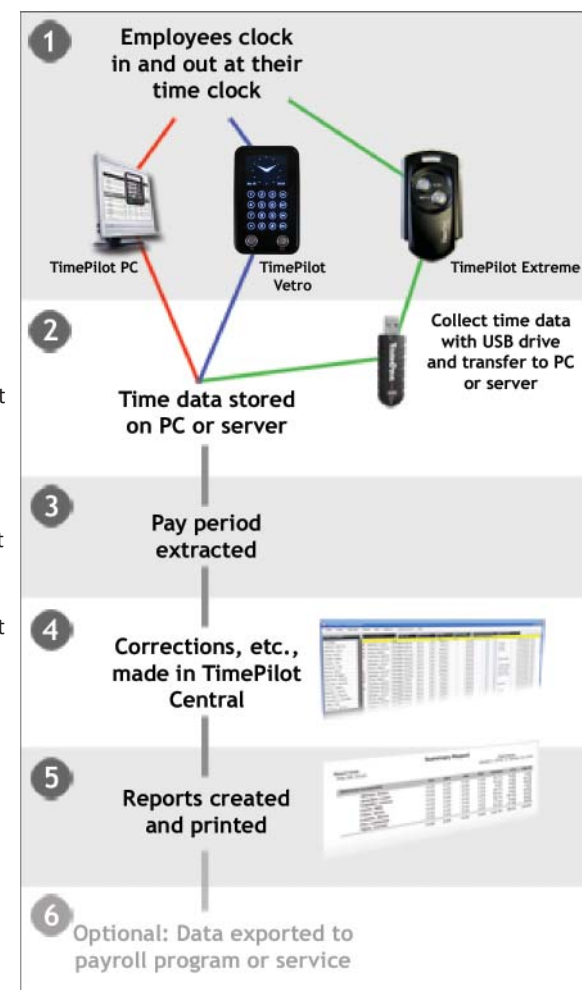 1
Employees clock
in and out at their
time clock
TimePilot PC
TimePilot
Vetro
TimePilot Extreme
2
Collect time data
with USB drive
and transfer to PC
or server
TimePilot
Time data stored
on PC or server
t
3
Pay period
extracted
t
4
Corrections, etc.,
made in TimePilot
Central
t
5
Reports created
and printed
Summary Report
6
Optional: Data exported to
payroll program or service